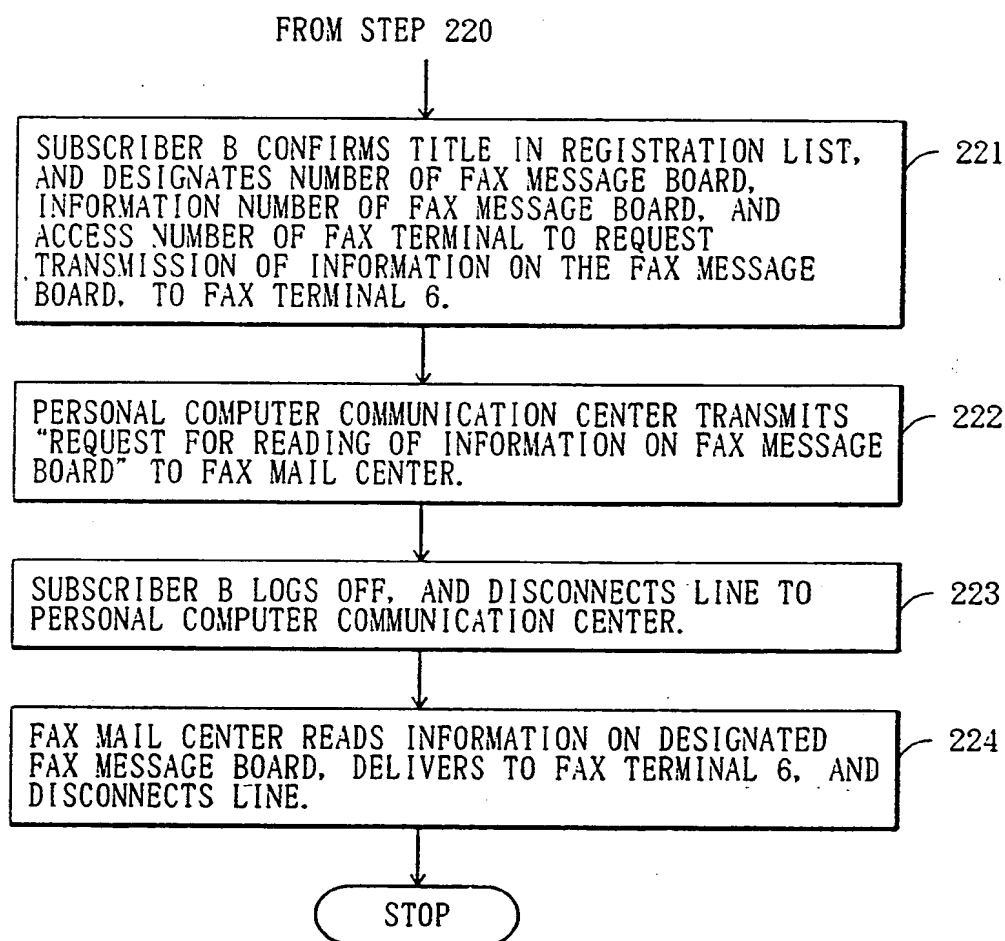 FROM STEP 220
SUBSCRIBER B CONFIRMS TITLE IN REGISTRATION LIST,
AND DESIGNATES NUMBER OF FAX MESSAGE BOARD,
INFORMATION NUMBER OF FAX MESSAGE BOARD, AND
ACCESS NUMBER OF FAX TERMINAL TO REQUEST
TRANSMISSION OF INFORMATION ON THE FAX MESSAGE
BOARD, TO FAX TERMINAL 6.
221
PERSONAL COMPUTER COMMUNICATION CENTER TRANSMITS
"REQUEST FOR READING OF INFORMATION ON FAX MESSAGE
BOARD" TO FAX MAIL CENTER.
222
SUBSCRIBER B LOGS OFF, AND DISCONNECTS LINE TO
PERSONAL COMPUTER COMMUNICATION CENTER.
223
FAX MAIL CENTER READS INFORMATION ON DESIGNATED
FAX MESSAGE BOARD, DELIVERS TO FAX TERMINAL 6, AND
DISCONNECTS LINE.
224
STOP